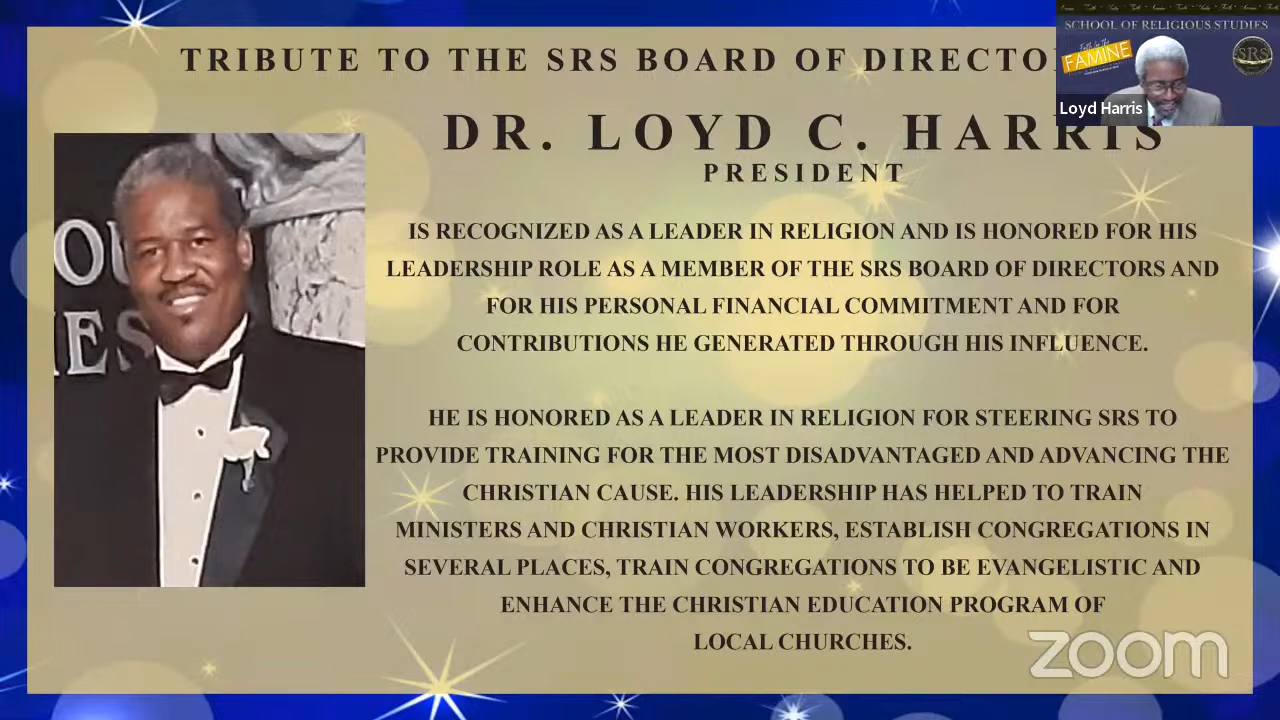 TRIBUTE TO THE SRS BOARD OF
SCHOOL OF RELIGIOUS STUDIES
FAMINE
SRS
Loyd Harris
DR. LOYD C. HARRIS
PRESIDENT
IS RECOGNIZED AS A LEADER IN RELIGION AND IS HONORED FOR HIS
LEADERSHIP ROLE AS A MEMBER OF THE SRS BOARD OF DIRECTORS AND
FOR HIS PERSONAL FINANCIAL COMMITMENT AND FOR
CONTRIBUTIONS HE GENERATED THROUGH HIS INFLUENCE.
HE IS HONORED AS A LEADER IN RELIGION FOR STEERING SRS TO
PROVIDE TRAINING FOR THE MOST DISADVANTAGED AND ADVANCING THE
CHRISTIAN CAUSE. HIS LEADERSHIP HAS HELPED TO TRAIN
MINISTERS AND CHRISTIAN WORKERS, ESTABLISH CONGREGATIONS IN
SEVERAL PLACES, TRAIN CONGREGATIONS TO BE EVANGELISTIC AND
ENHANCE THE CHRISTIAN EDUCATION PROGRAM OF
LOCAL CHURCHES.
zoom